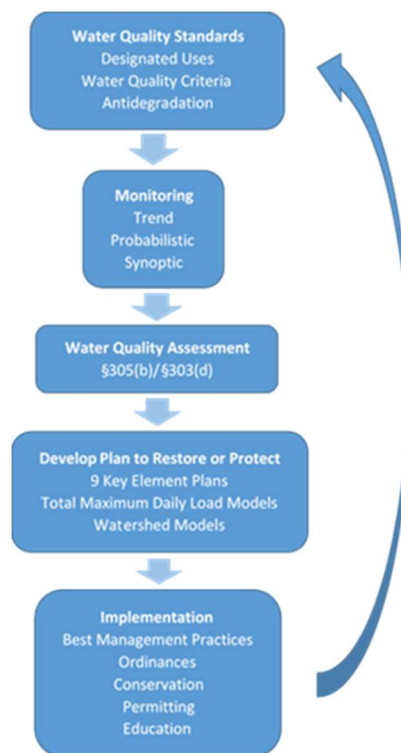 Water Quality Standards
Designated Uses
Water Quality Criteria
Antidegradation
Monitoring
Trend
Probabilistic
Synoptic
Water Quality Assessment
§305(b)/§303(d)
Develop Plan to Restore or Protect
9 Key Element Plans
Total Maximum Daily Load Models
Watershed Models
Implementation
Best Management Practices
Ordinances
Conservation
Permitting
Education